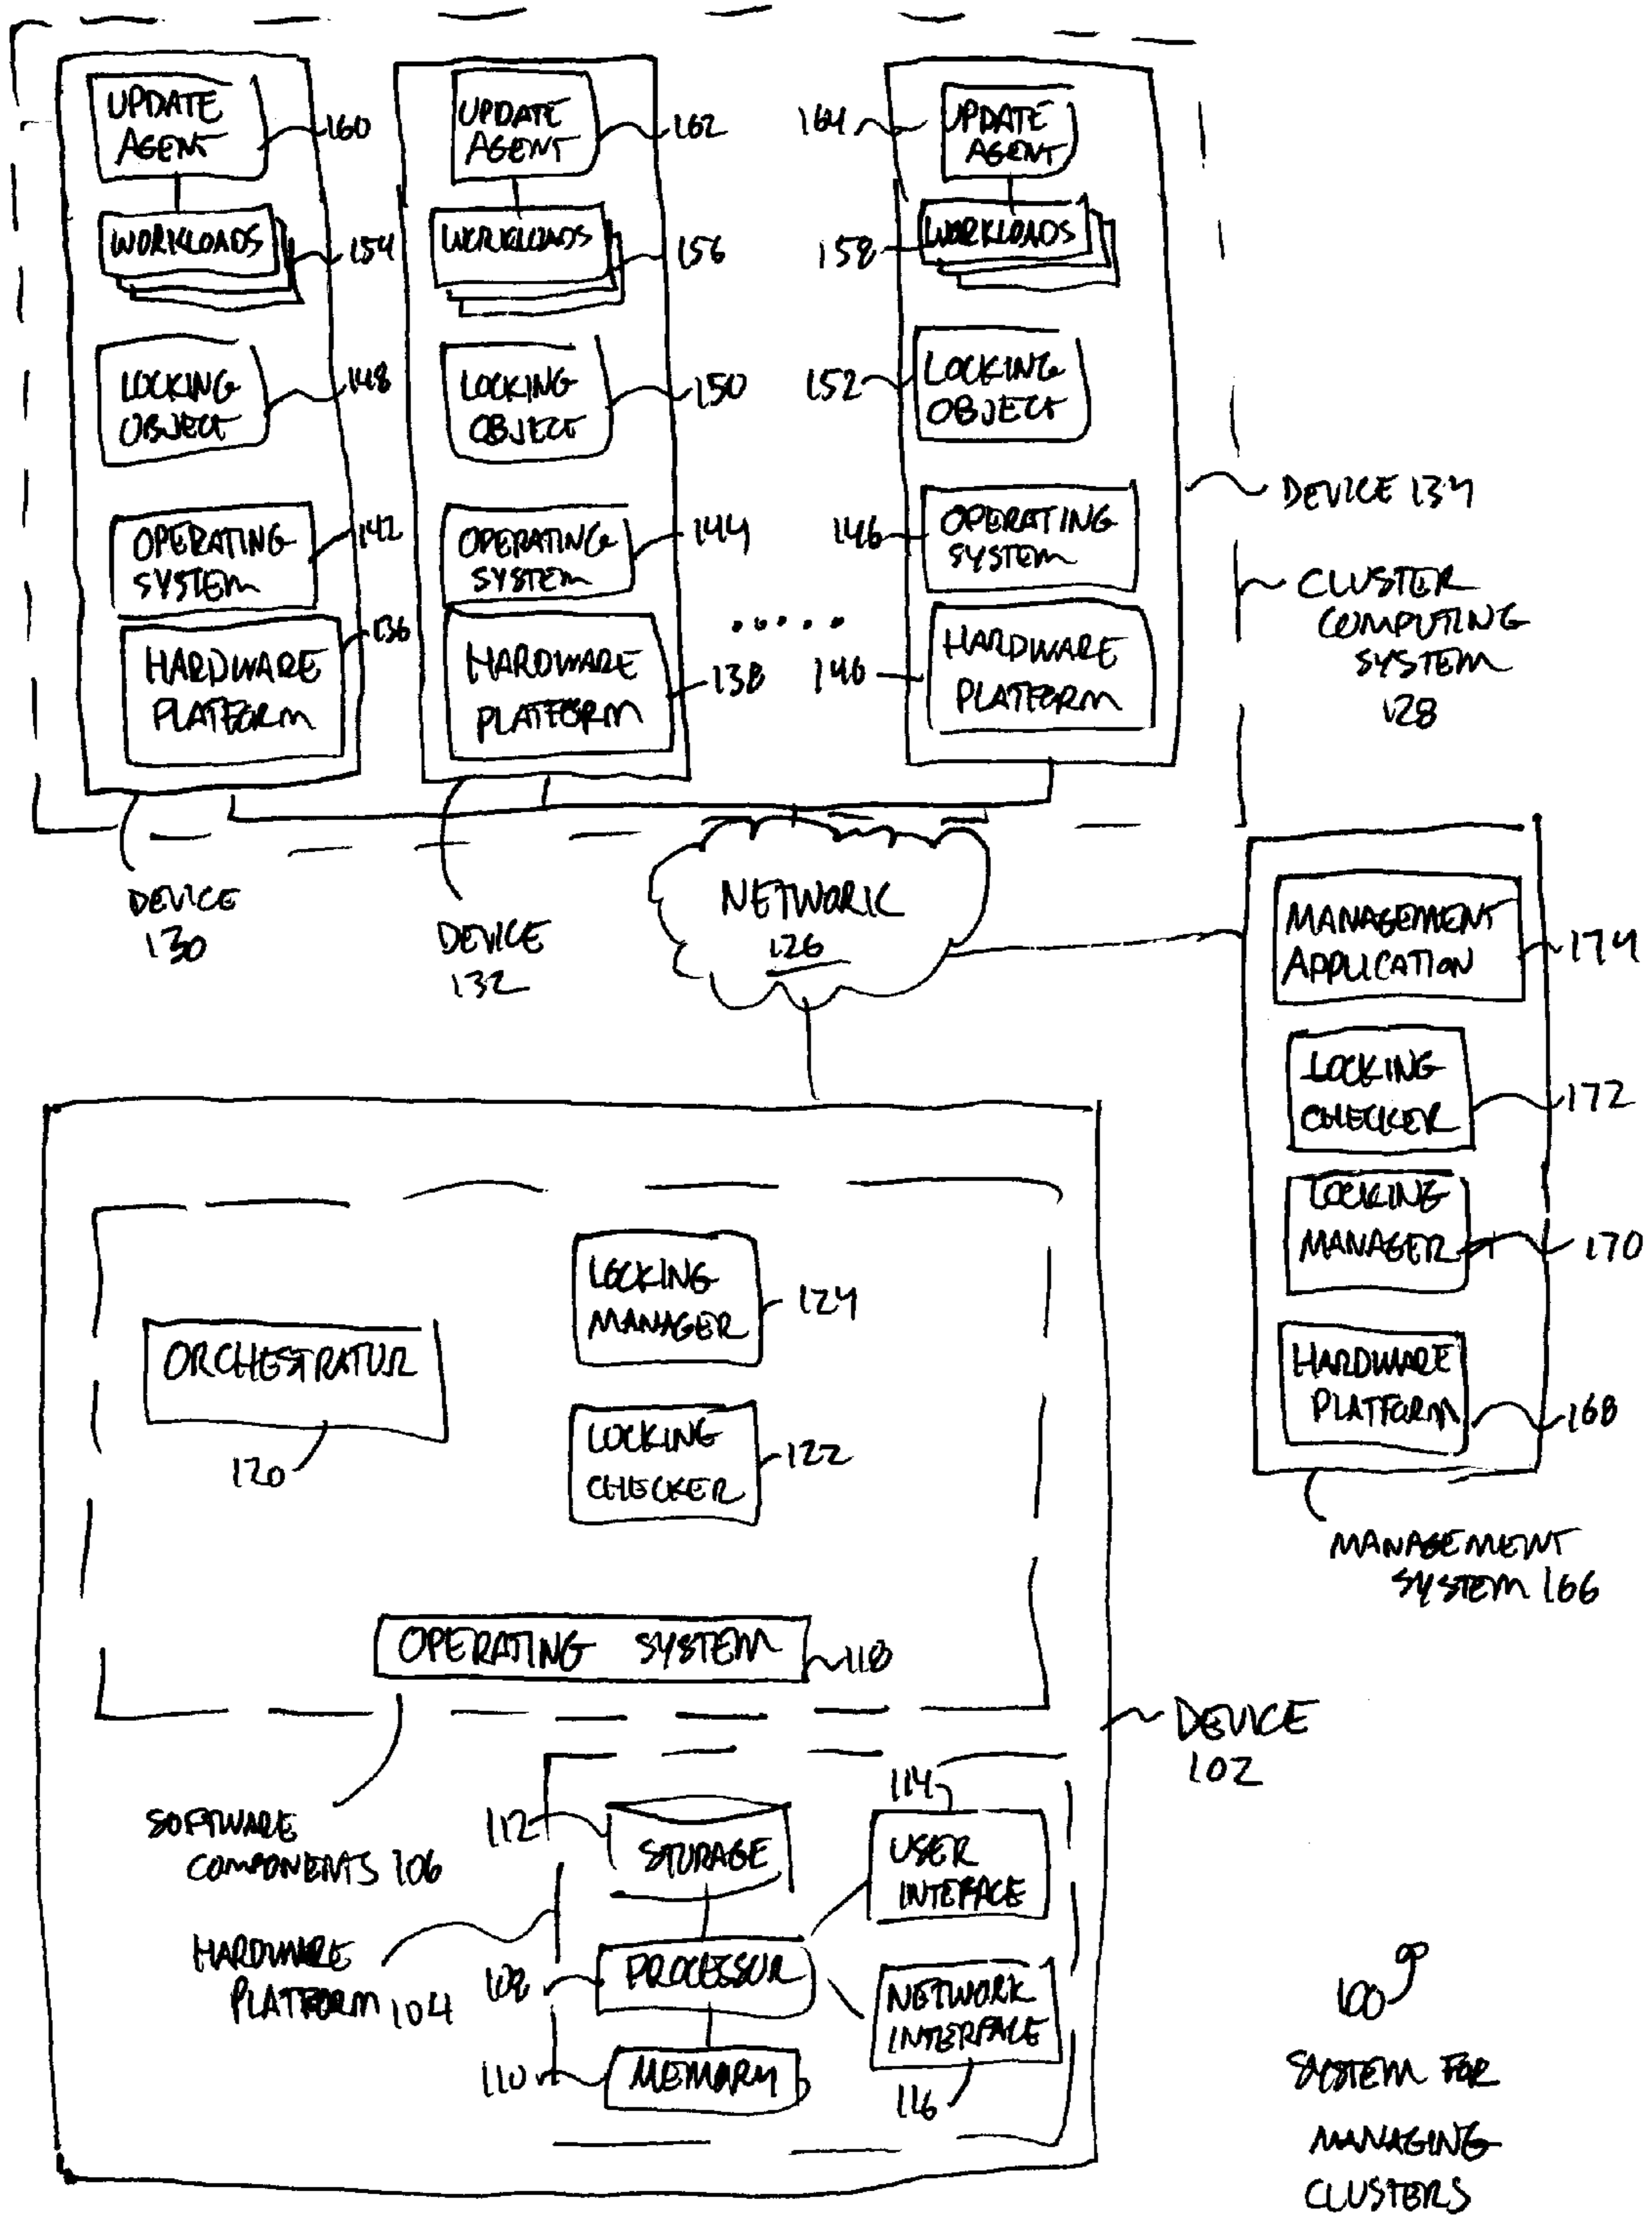 UPDATE
AGENT
160
WORKLOADS
154
LOCKING
OBJECT
148
OPERATING
SYSTEM
142
HARDWARE
PLATFORM
136
DEVICE
130
UPDATE
AGENT
162
WORKLOADS
156
LOCKING
OBJECT
150
OPERATING
SYSTEM
144
HARDWARE
PLATFORM
138
DEVICE
132
.....
UPDATE
AGENT
164
WORKLOADS
158
LOCKING
OBJECT
152
OPERATING
SYSTEM
146
HARDWARE
PLATFORM
146
DEVICE 134
CLUSTER
COMPUTING
SYSTEM
128
NETWORK
126
MANAGEMENT
APPLICATION
174
LOCKING
CHECKER
172
LOCKING
MANAGER
170
HARDWARE
PLATFORM
168
MANAGEMENT
SYSTEM 166
LOCKING
MANAGER
124
ORCHESTRATOR
120
LOCKING
CHECKER
122
OPERATING SYSTEM
118
DEVICE
102
SOFTWARE
COMPONENTS 106
HARDWARE
PLATFORM 104
112
STORAGE
114
USER
INTEFACE
108
PROCESSOR
NETWORK
INTERFACE
116
110
MEMORY
100
SYSTEM FOR
MANAGING
CLUSTERS